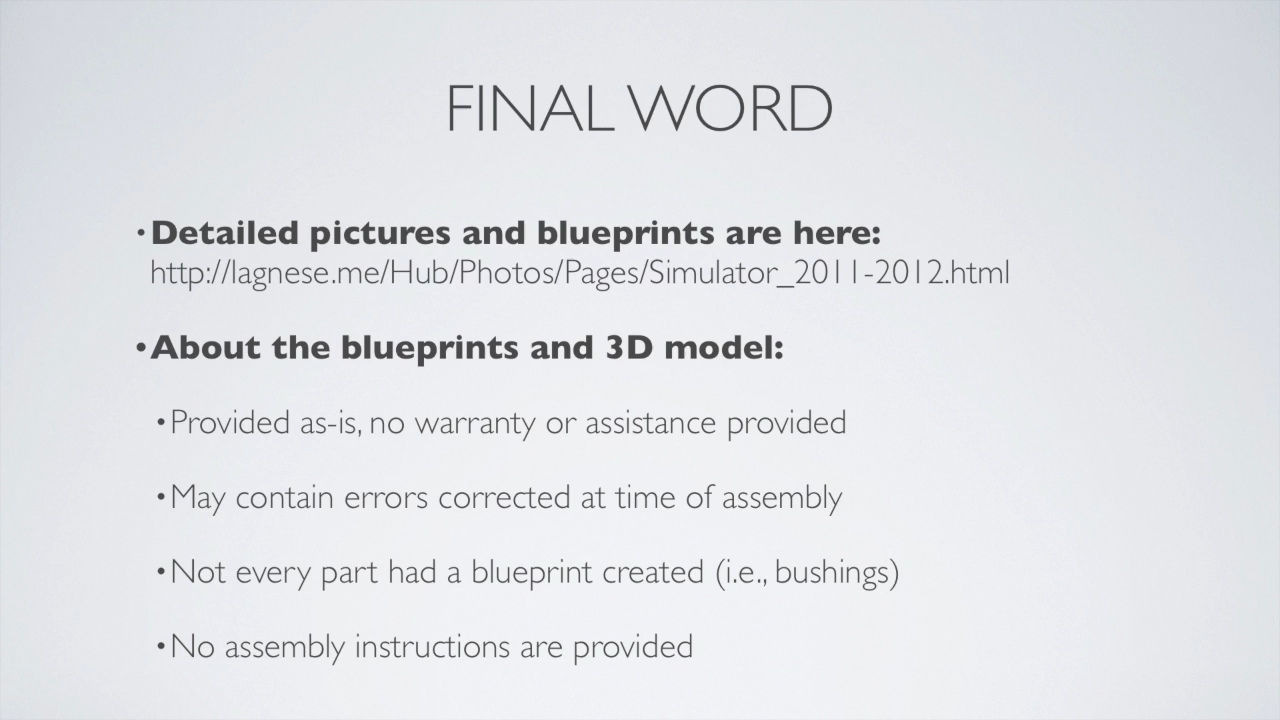 FINAL WORD
• Detailed pictures and blueprints are here:
http://lagnese.me/Hub/Photos/Pages/Simulator_2011-2012.html
• About the blueprints and 3D model:
• Provided as-is, no warranty or assistance provided
• May contain errors corrected at time of assembly
• Not every part had a blueprint created (i.e., bushings)
• No assembly instructions are provided